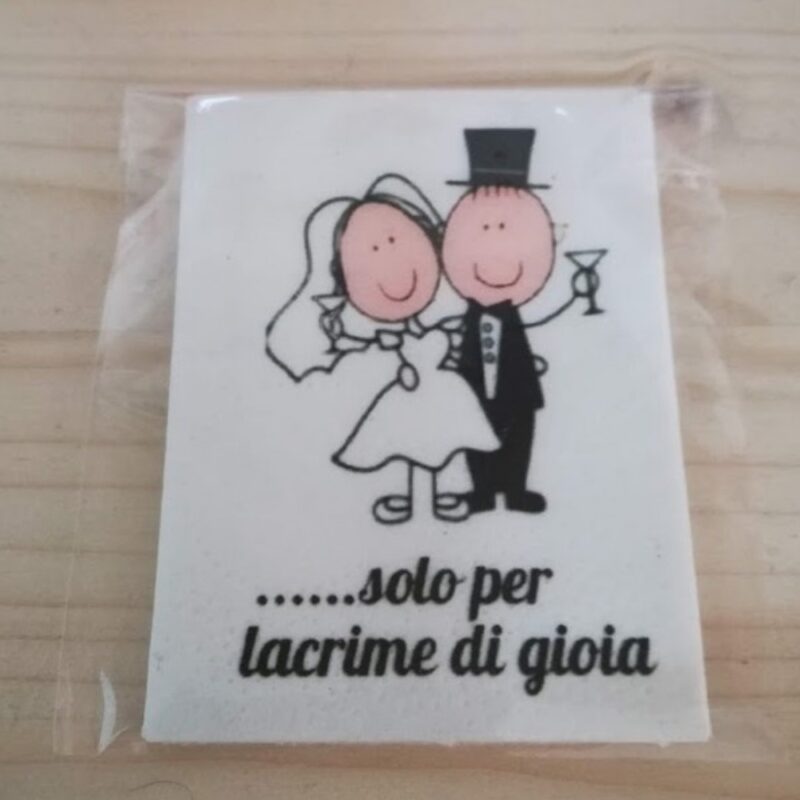 ......solo per
lacrime di gioia